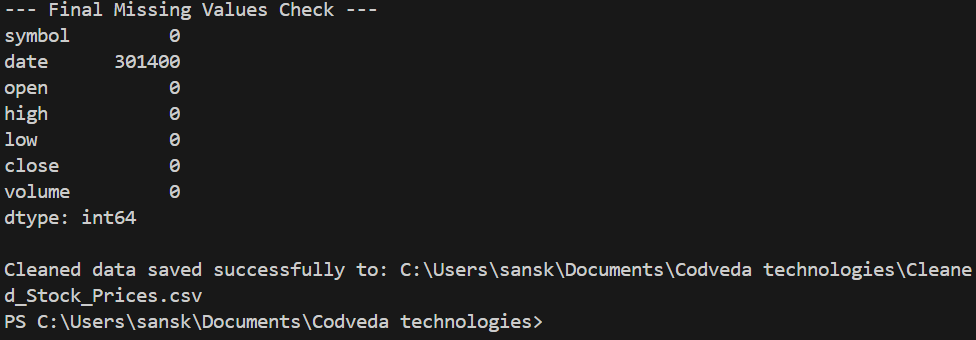 --- Final Missing Values Check ---
symbol         0
date      301400
open           0
high           0
low            0
close          0
volume         0
dtype: int64

Cleaned data saved successfully to: C:\Users\sansk\Documents\Codveda technologies\Cleane
d_Stock_Prices.csv
PS C:\Users\sansk\Documents\Codveda technologies>